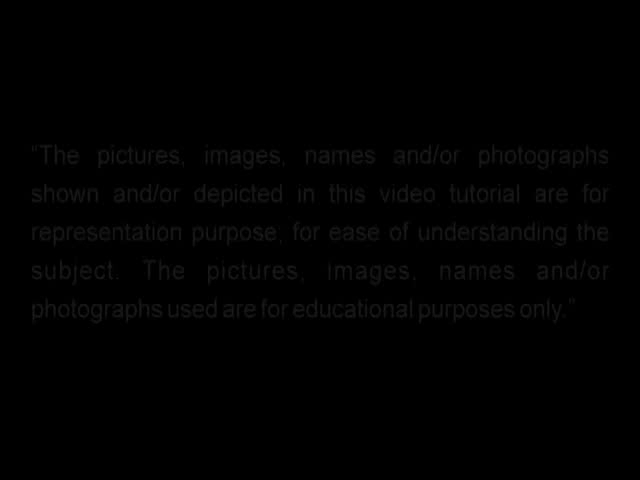 "The pictures, images, names and/or photographs
shown and/or depicted in this video tutorial are for
representation purpose, for ease of understanding the
subject. The pictures, images, names and/or
photographs used are for educational purposes only."